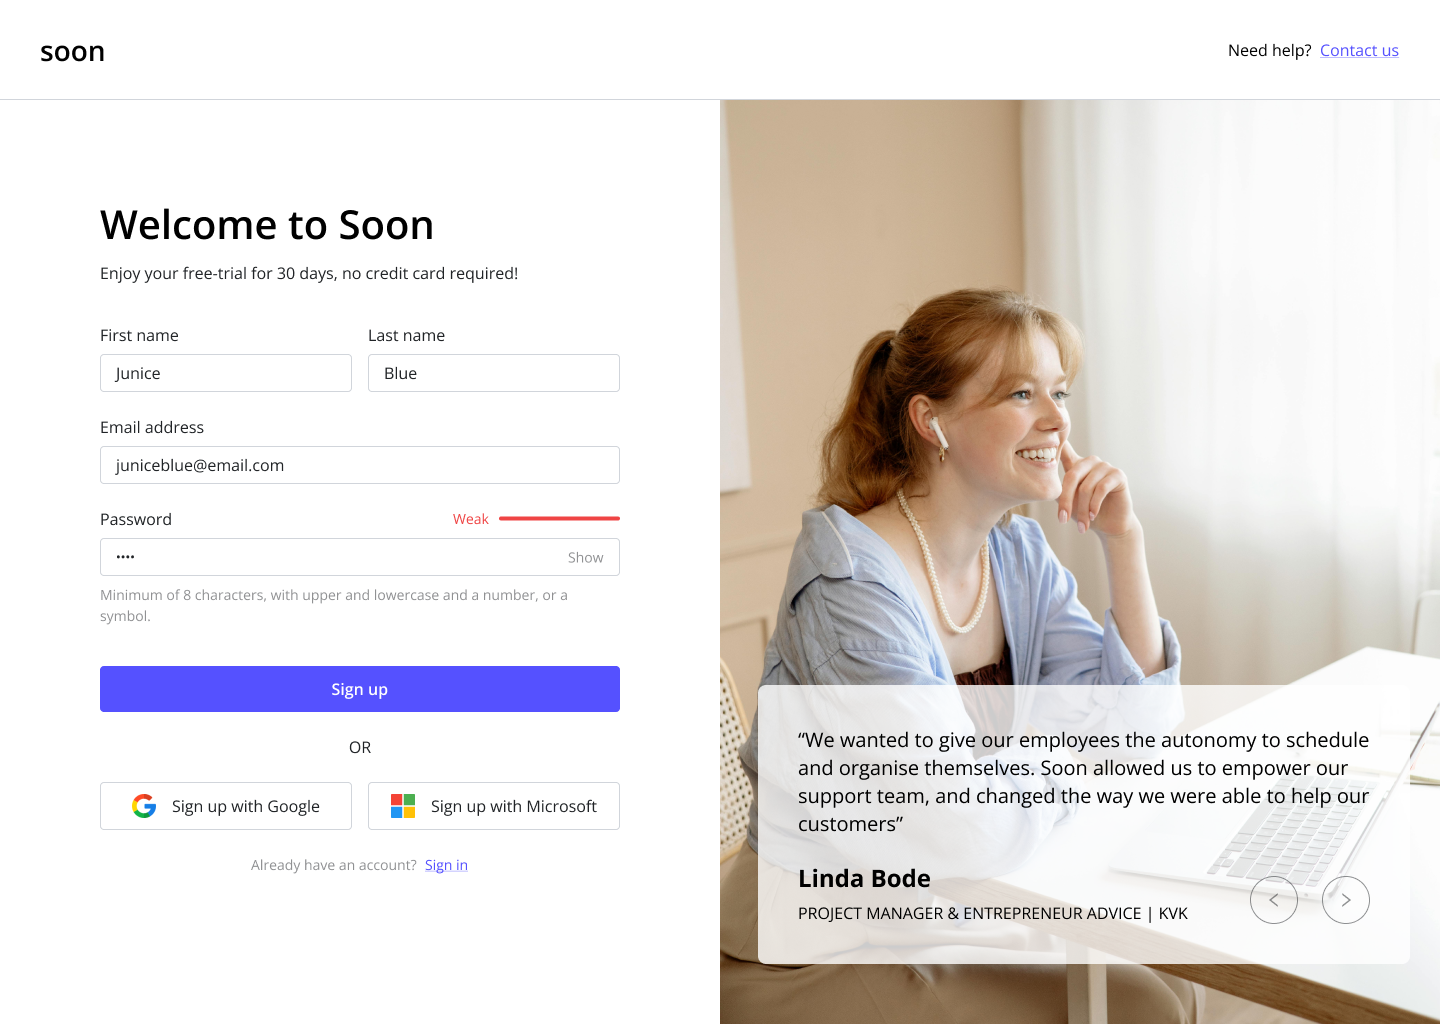 soon
Need help? Contact us
Welcome to Soon
Enjoy your free-trial for 30 days, no credit card required!
First name
Last name
Junice
Blue
Email address
juniceblue@email.com
Password
Weak
••••
Show
Minimum of 8 characters, with upper and lowercase and a number, or a
symbol.
Sign up
OR
Sign up with Google
Sign up with Microsoft
Already have an account? Sign in
“We wanted to give our employees the autonomy to schedule
and organise themselves. Soon allowed us to empower our
support team, and changed the way we were able to help our
customers”
Linda Bode
PROJECT MANAGER & ENTREPRENEUR ADVICE | KVK